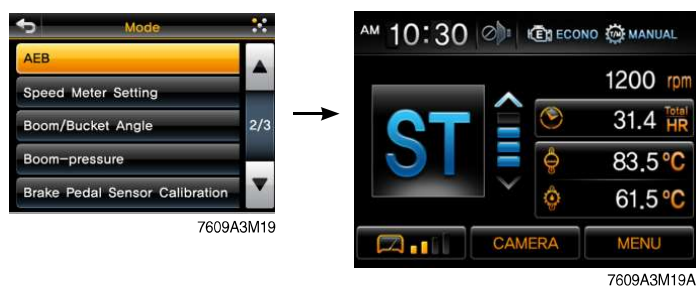 Mode
AEB
Speed Meter Setting
Boom/Bucket Angle
2/3
Boom-pressure
Brake Pedal Sensor Calibration
7609A3M19
AM 10:30 E ECONO T/M MANUAL
1200 rpm
ST
31.4 Total HR
83.5°C
61.5°C
CAMERA
MENU
7609A3M19A